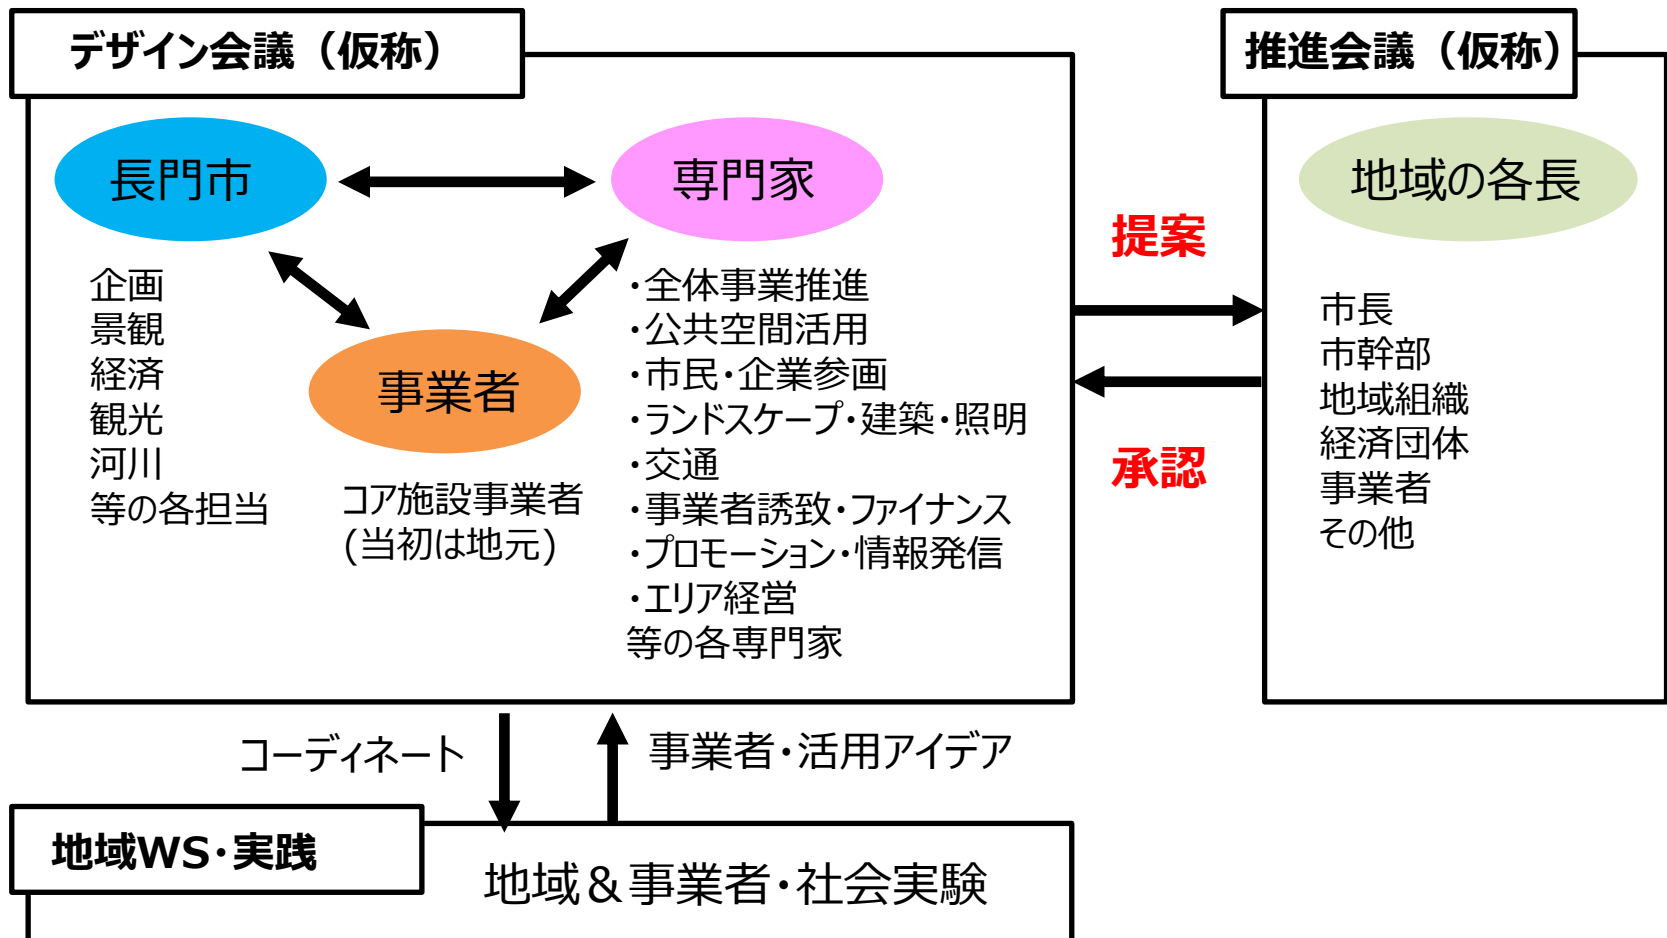 デザイン会議（仮称）
長門市
企画
景観
経済
観光
河川
等の各担当
事業者
コア施設事業者
(当初は地元)
専門家
・全体事業推進
・公共空間活用
・市民・企業参画
・ランドスケープ・建築・照明
・交通
・事業者誘致・ファイナンス
・プロモーション・情報発信
・エリア経営
等の各専門家
提案
承認
推進会議（仮称）
地域の各長
市長
市幹部
地域組織
経済団体
事業者
その他
コーディネート
事業者・活用アイデア
地域WS・実践
地域＆事業者・社会実験